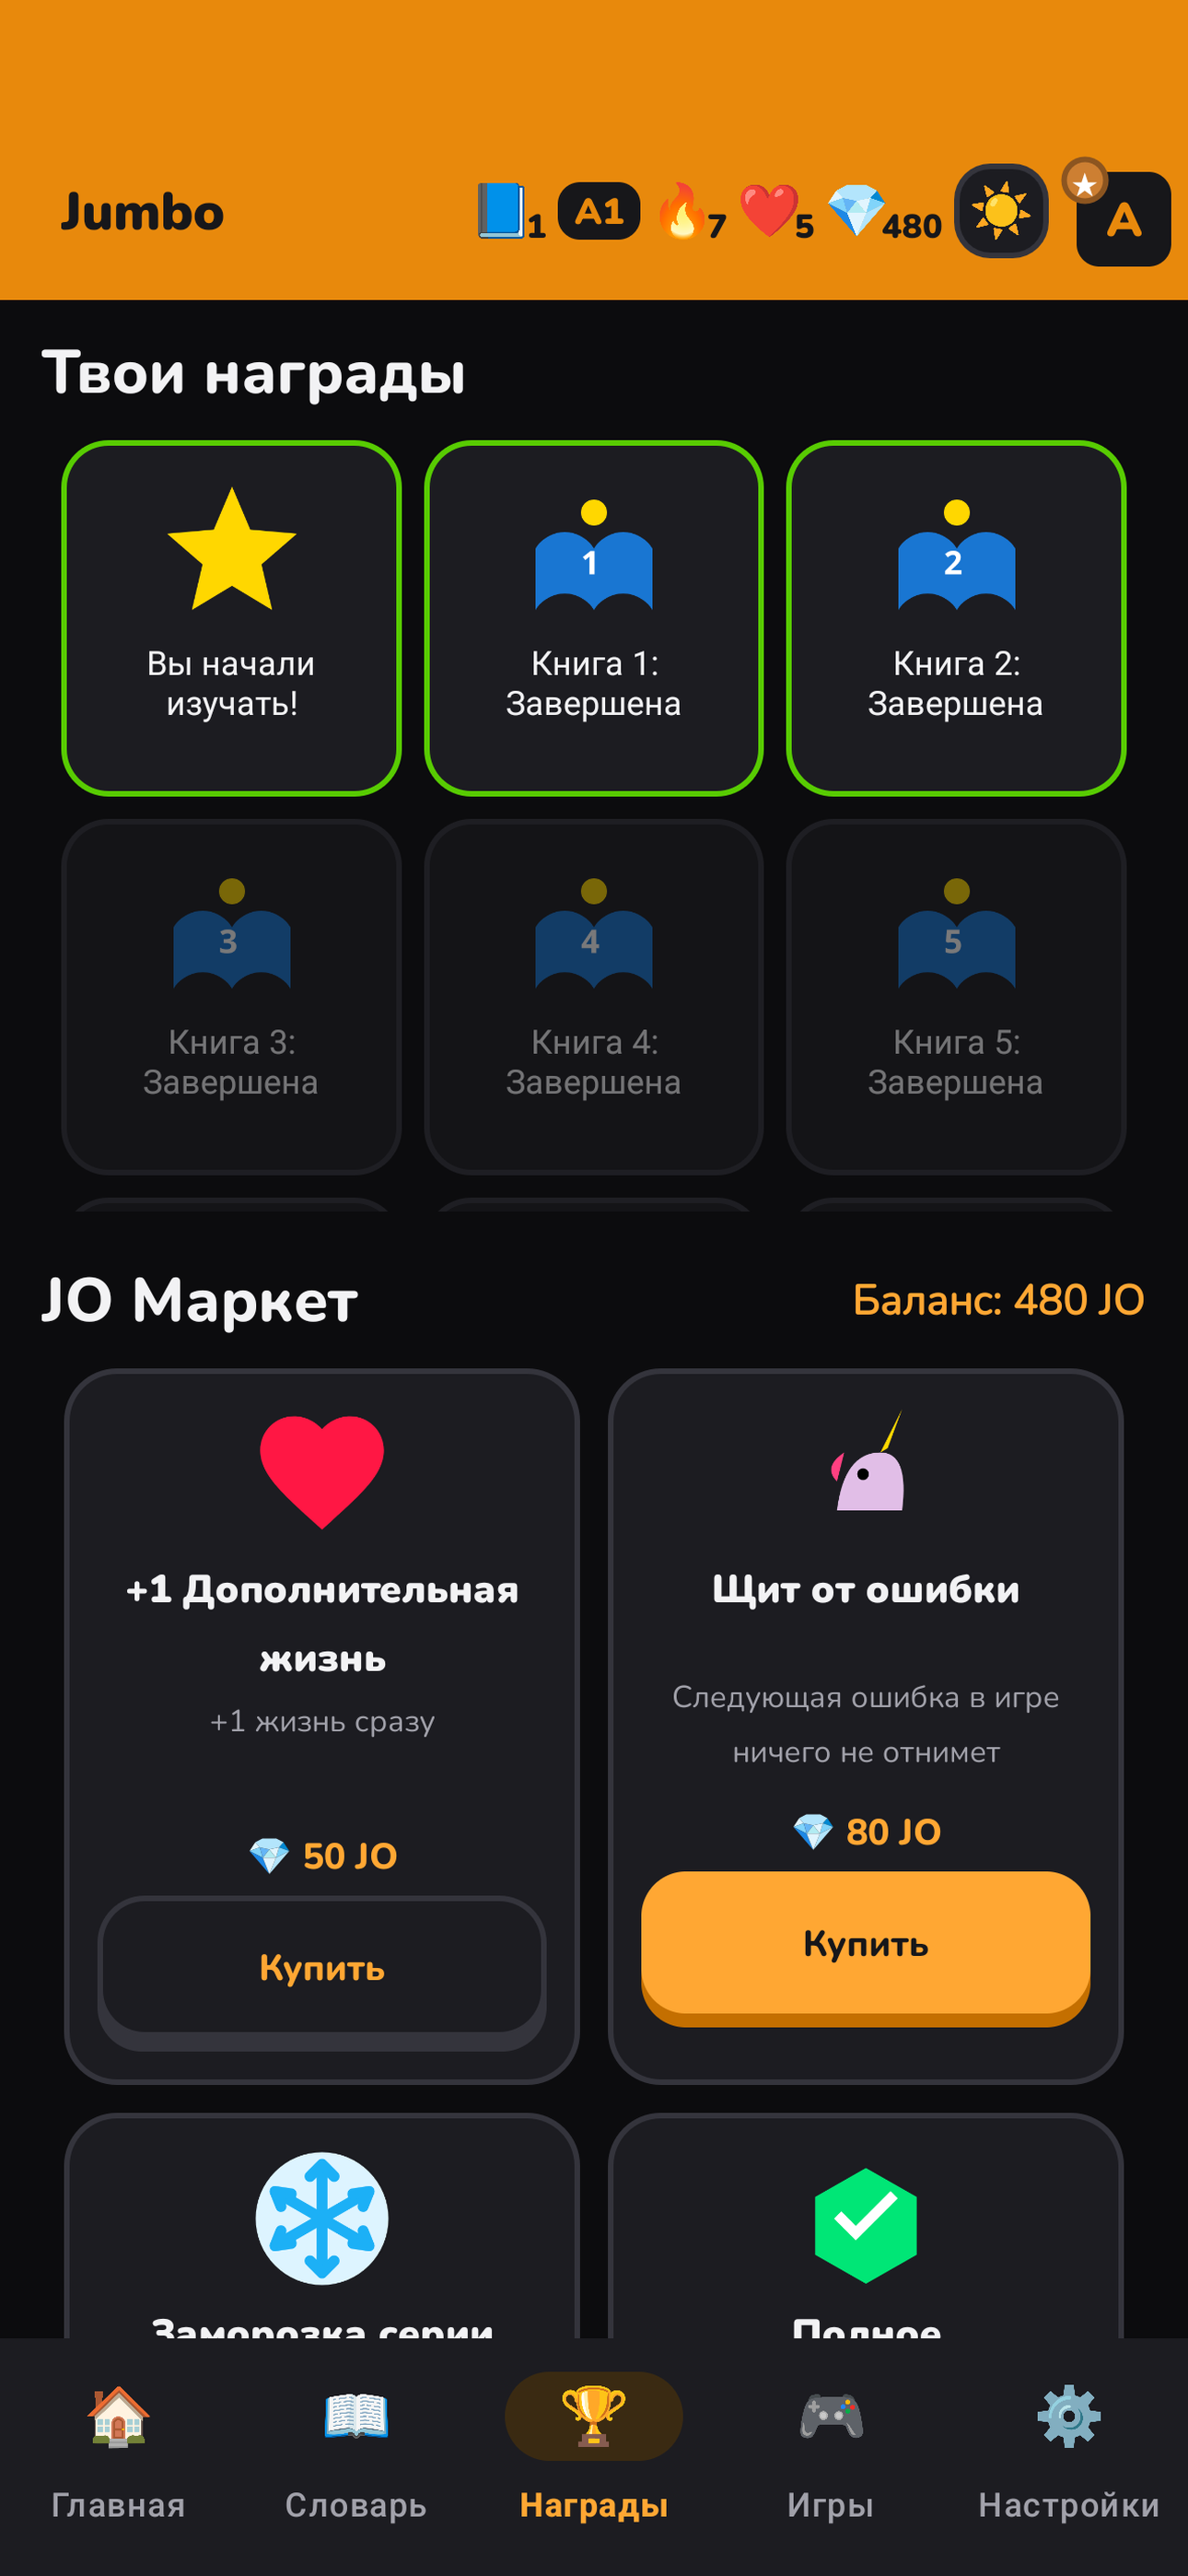 Jumbo
1 A1 7 5 480 A
Твои награды
Вы начали
изучать!
1
Книга 1:
Завершена
2
Книга 2:
Завершена
3
Книга 3:
Завершена
4
Книга 4:
Завершена
5
Книга 5:
Завершена
JO Маркет
Баланс: 480 JO
+1 Дополнительная
жизнь
+1 жизнь сразу
50 JO
Купить
Щит от ошибки
Следующая ошибка в игре
ничего не отнимет
80 JO
Купить
Заморозка серии
Полное
Главная
Словарь
Награды
Игры
Настройки